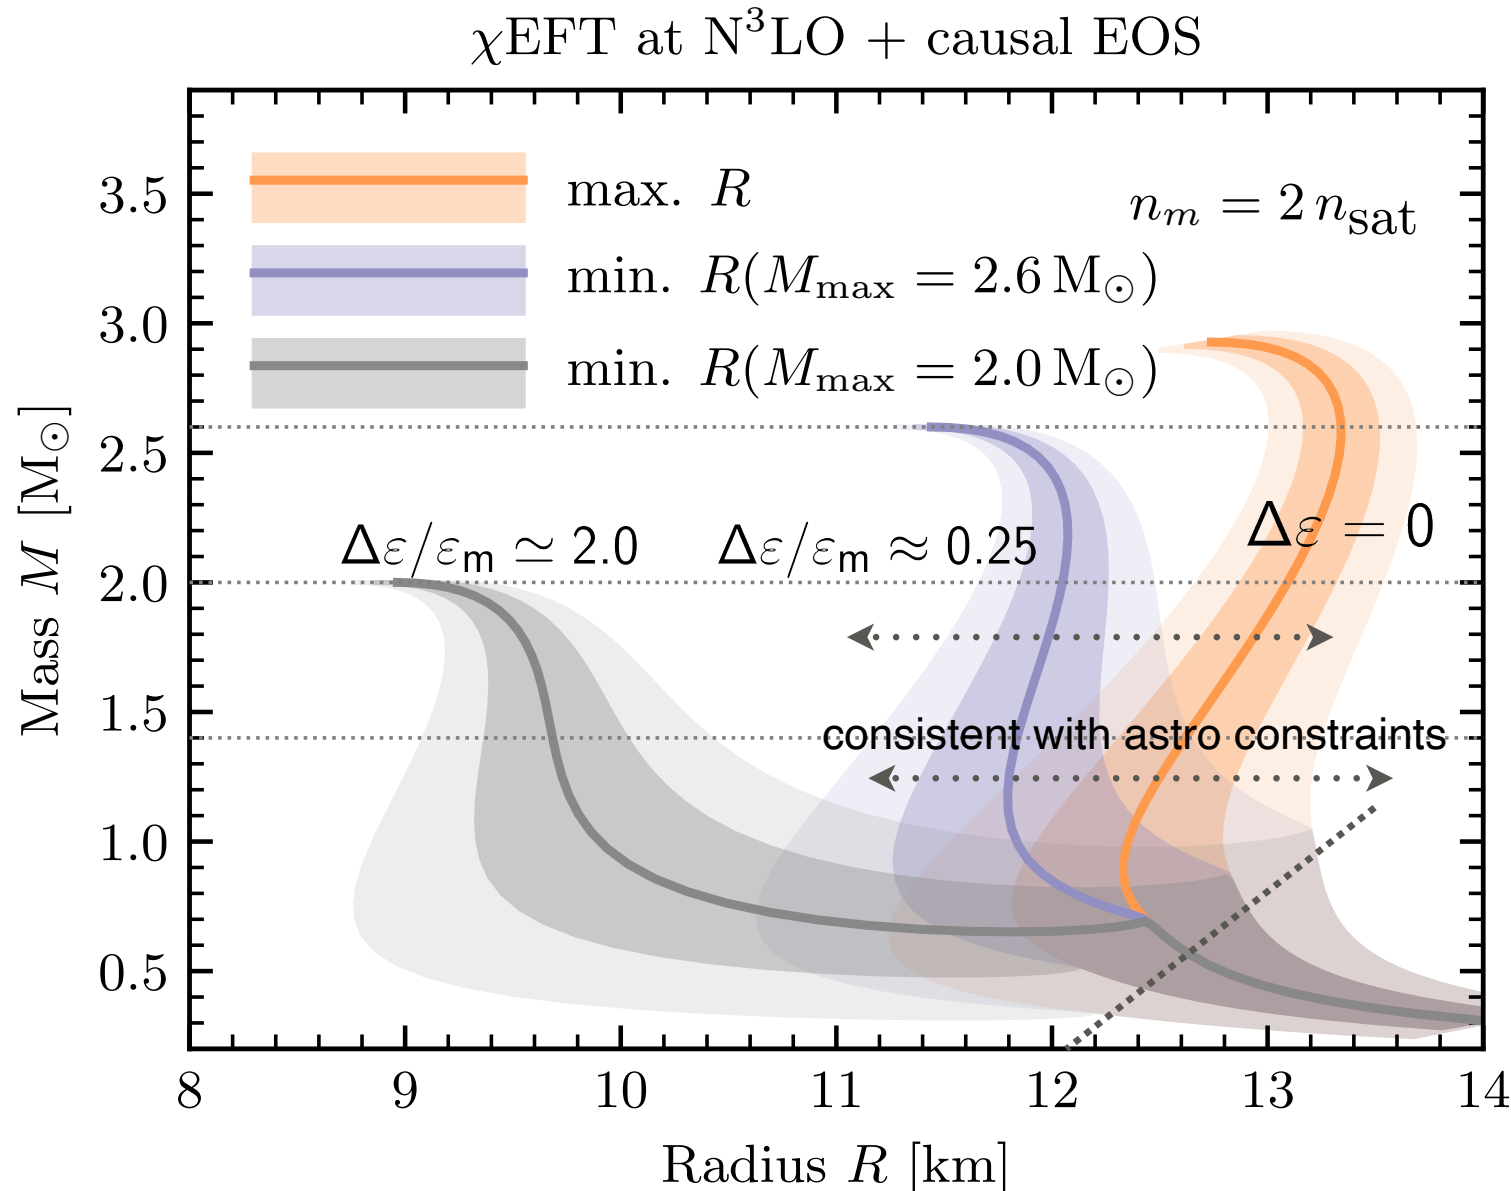 χEFT at N³LO + causal EOS
max. R
nₘ = 2 n_sat
min. R(M_max = 2.6 M_⊙)
min. R(M_max = 2.0 M_⊙)
Δε = 0
Δε/ε_m ≃ 2.0
Δε/ε_m ≈ 0.25
consistent with astro constraints
3.5
3.0
2.5
2.0
1.5
1.0
0.5
Mass M [M_⊙]
8
9
10
11
12
13
14
Radius R [km]